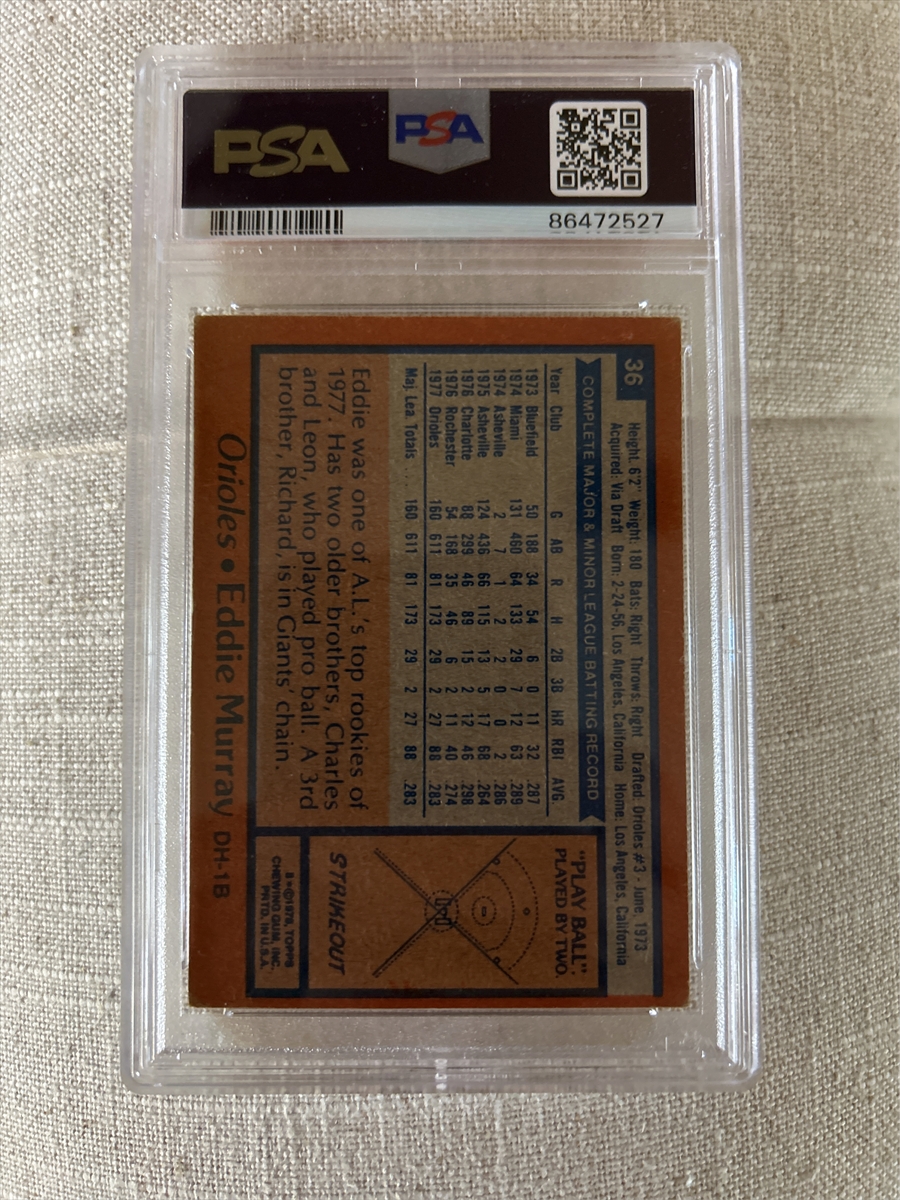 PSA
PSA
86472527
36
Height: 6'2" Weight: 180 Bats: Right Throws: Right Drafted: Orioles #3 - June, 1973
Acquired: Via Draft Born: 2-24-56, Los Angeles, California Home: Los Angeles, California
COMPLETE MAJOR & MINOR LEAGUE BATTING RECORD
Year Club G AB R H 2B 3B HR RBI AVG
1973 Bluefield 50 188 34 54 6 0 11 32 .287
1974 Miami 131 460 64 133 29 7 12 63 .289
1974 Asheville 2 7 1 2 2 0 0 2 .286
1975 Asheville 124 436 66 115 13 5 17 68 .264
1976 Charlotte 88 299 46 89 15 2 12 46 .298
1976 Rochester 54 168 35 46 6 2 11 40 .274
1977 Orioles 160 611 81 173 29 2 27 88 .283
Maj. Lea. Totals .... 160 611 81 173 29 2 27 88 .283
Eddie was one of A.L.'s top rookies of
1977. Has two older brothers, Charles
and Leon, who played pro ball. A 3rd
brother, Richard, is in Giants' chain.
Orioles • Eddie Murray DH-1B
"PLAY BALL":
PLAYED BY TWO.
STRIKEOUT
B*©1978, TOPPS
CHEWING GUM, INC.
PRTD. IN U.S.A.